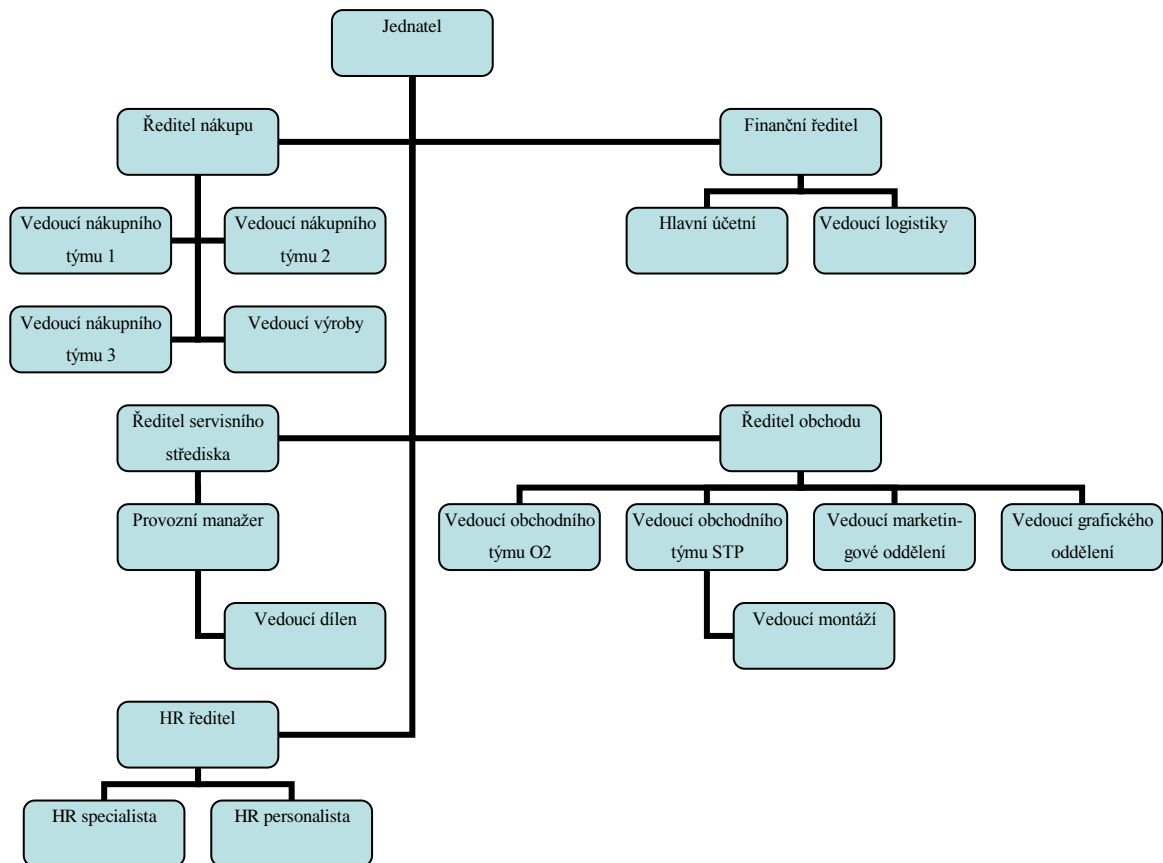 Jednatel
Ředitel nákupu
Finanční ředitel
Vedoucí nákupního
týmu 1
Vedoucí nákupního
týmu 2
Hlavní účetní
Vedoucí logistiky
Vedoucí nákupního
týmu 3
Vedoucí výroby
Ředitel servisního
střediska
Ředitel obchodu
Provozní manažer
Vedoucí obchodního
týmu O2
Vedoucí obchodního
týmu STP
Vedoucí marketin-
gové oddělení
Vedoucí grafického
oddělení
Vedoucí dílen
Vedoucí montáží
HR ředitel
HR specialista
HR personalista